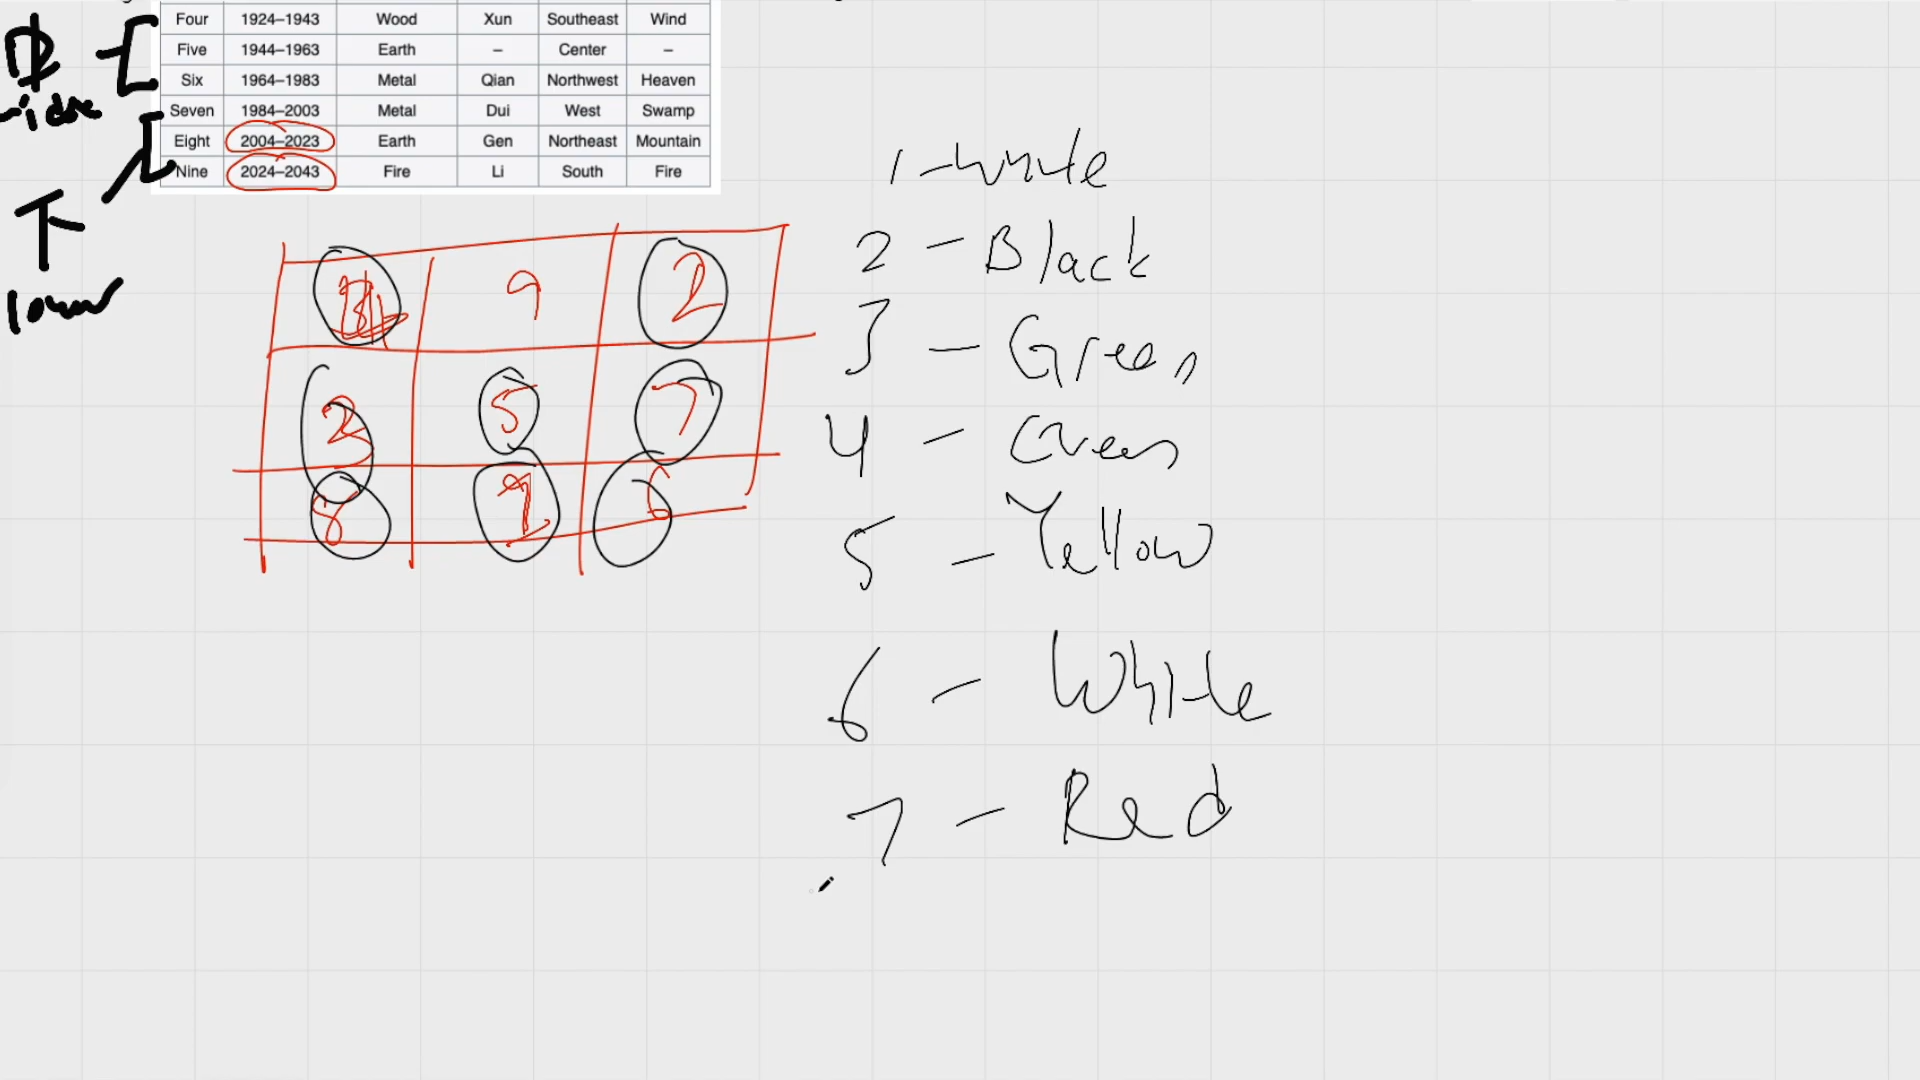 Four 1924–1943 Wood Xun Southeast Wind
Five 1944–1963 Earth – Center –
Six 1964–1983 Metal Qian Northwest Heaven
Seven 1984–2003 Metal Dui West Swamp
Eight 2004–2023 Earth Gen Northeast Mountain
Nine 2024–2043 Fire Li South Fire
中
下
lower
9 2
5 7
8 6
1 – White
2 – Black
3 – Green
4 – Green
5 – Yellow
6 – White
7 – Red